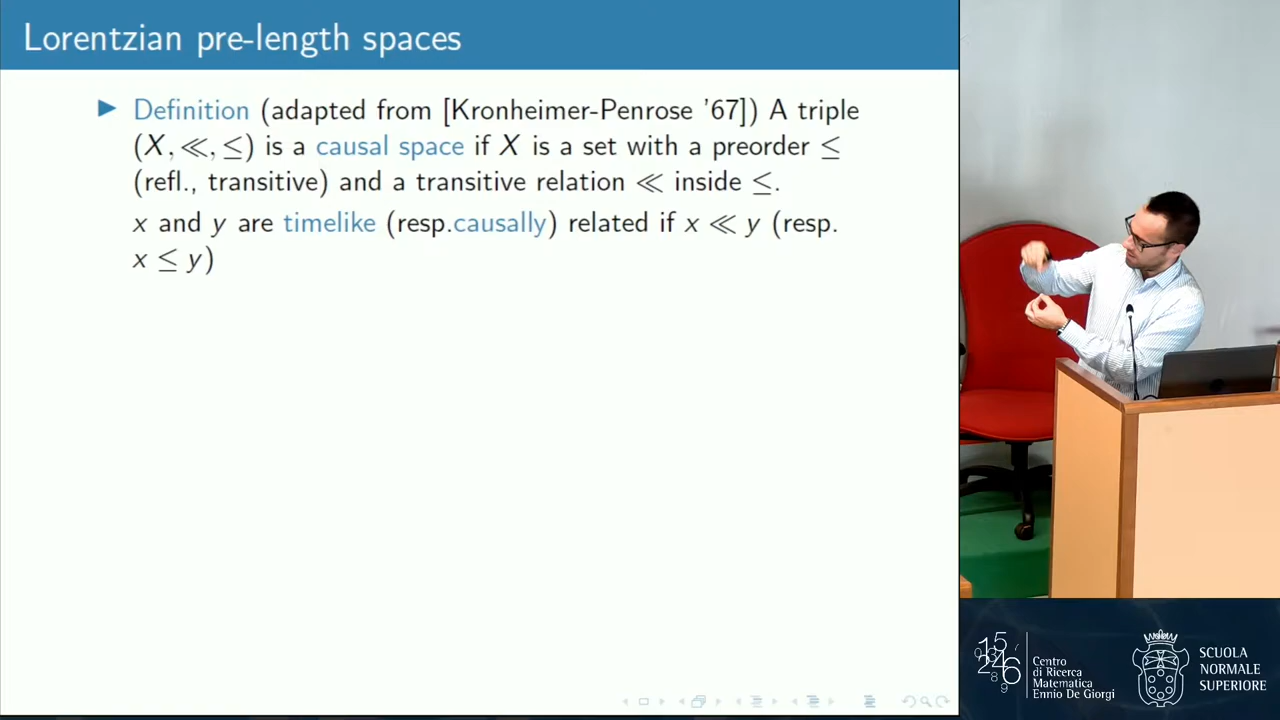 Lorentzian pre-length spaces
Definition (adapted from [Kronheimer-Penrose '67]) A triple
(X, ≪, ≤) is a causal space if X is a set with a preorder ≤
(refl., transitive) and a transitive relation ≪ inside ≤.
x and y are timelike (resp.causally) related if x ≪ y (resp.
x ≤ y)
Centro
di Ricerca
Matematica
Ennio De Giorgi
SCUOLA
NORMALE
SUPERIORE